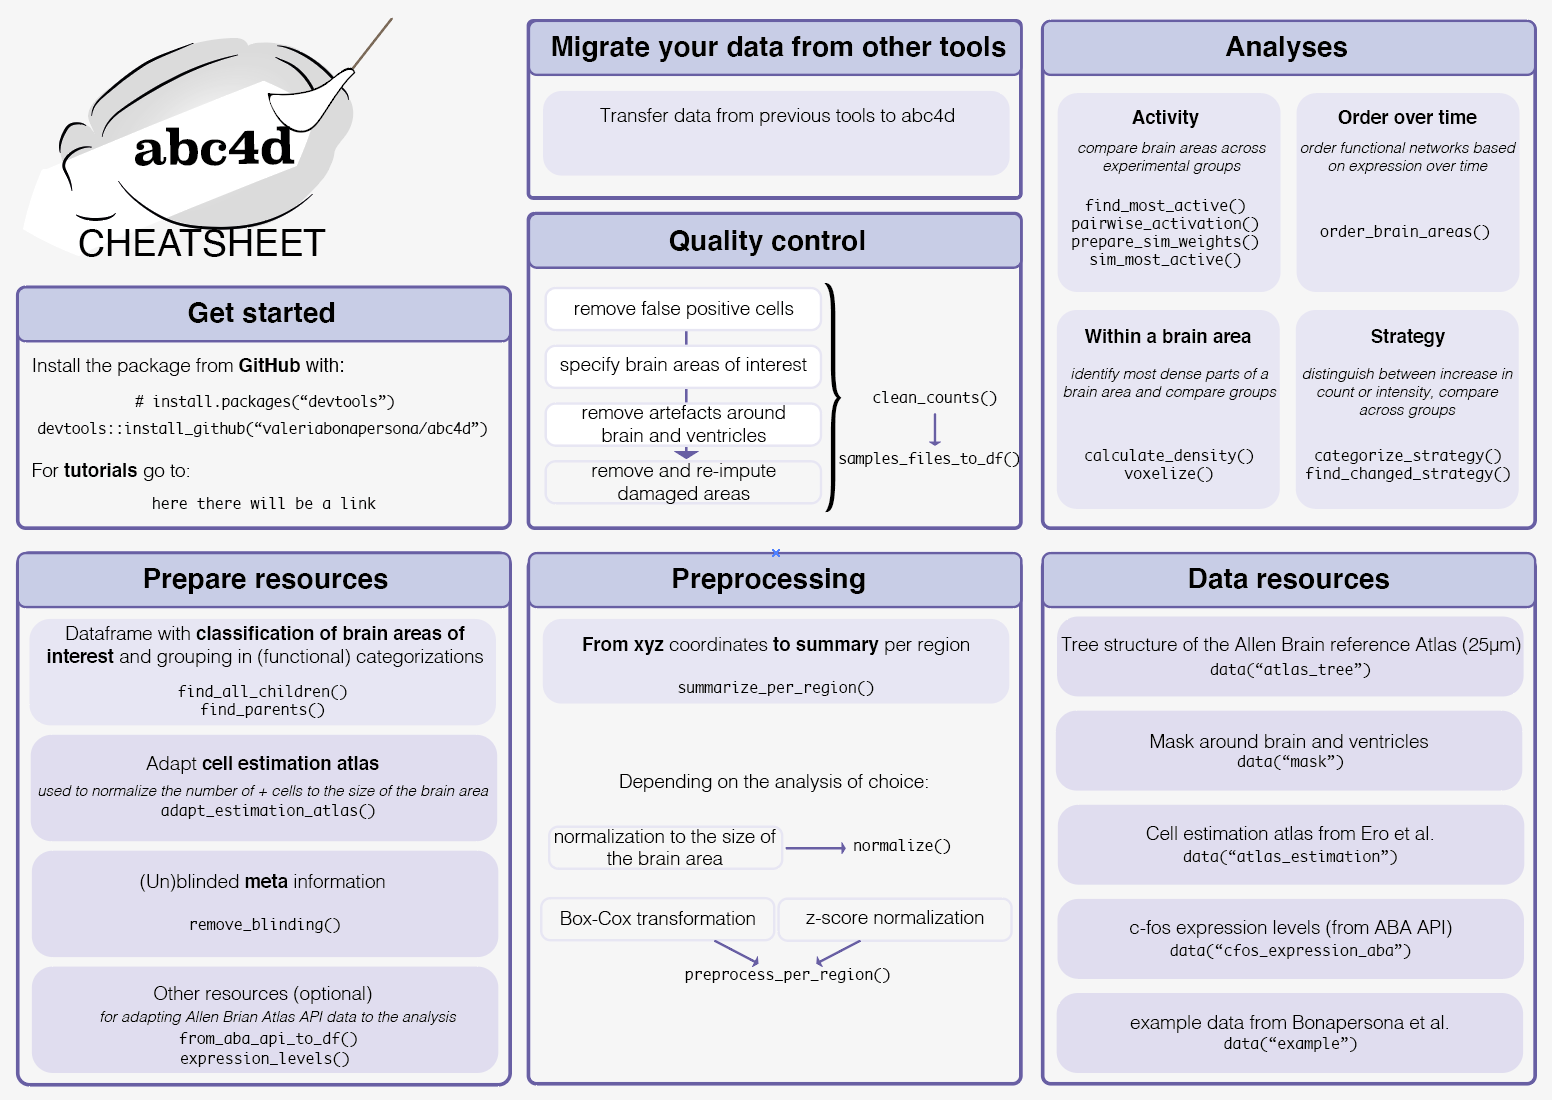 abc4d
CHEATSHEET
Get started
Install the package from GitHub with:
# install.packages(“devtools”)
devtools::install_github(“valeriabonapersona/abc4d”)
For tutorials go to:
here there will be a link
Migrate your data from other tools
Transfer data from previous tools to abc4d
Quality control
remove false positive cells
specify brain areas of interest
remove artefacts around
brain and ventricles
remove and re-impute
damaged areas
clean_counts()
samples_files_to_df()
Analyses
Activity
compare brain areas across
experimental groups
find_most_active()
pairwise_activation()
prepare_sim_weights()
sim_most_active()
Order over time
order functional networks based
on expression over time
order_brain_areas()
Within a brain area
identify most dense parts of a
brain area and compare groups
calculate_density()
voxelize()
Strategy
distinguish between increase in
count or intensity, compare
across groups
categorize_strategy()
find_changed_strategy()
Prepare resources
Dataframe with classification of brain areas of
interest and grouping in (functional) categorizations
find_all_children()
find_parents()
Adapt cell estimation atlas
used to normalize the number of + cells to the size of the brain area
adapt_estimation_atlas()
(Un)blinded meta information
remove_blinding()
Other resources (optional)
for adapting Allen Brian Atlas API data to the analysis
from_aba_api_to_df()
expression_levels()
Preprocessing
From xyz coordinates to summary per region
summarize_per_region()
Depending on the analysis of choice:
normalization to the size of
the brain area
normalize()
Box-Cox transformation
z-score normalization
preprocess_per_region()
Data resources
Tree structure of the Allen Brain reference Atlas (25µm)
data(“atlas_tree”)
Mask around brain and ventricles
data(“mask”)
Cell estimation atlas from Ero et al.
data(“atlas_estimation”)
c-fos expression levels (from ABA API)
data(“cfos_expression_aba”)
example data from Bonapersona et al.
data(“example”)